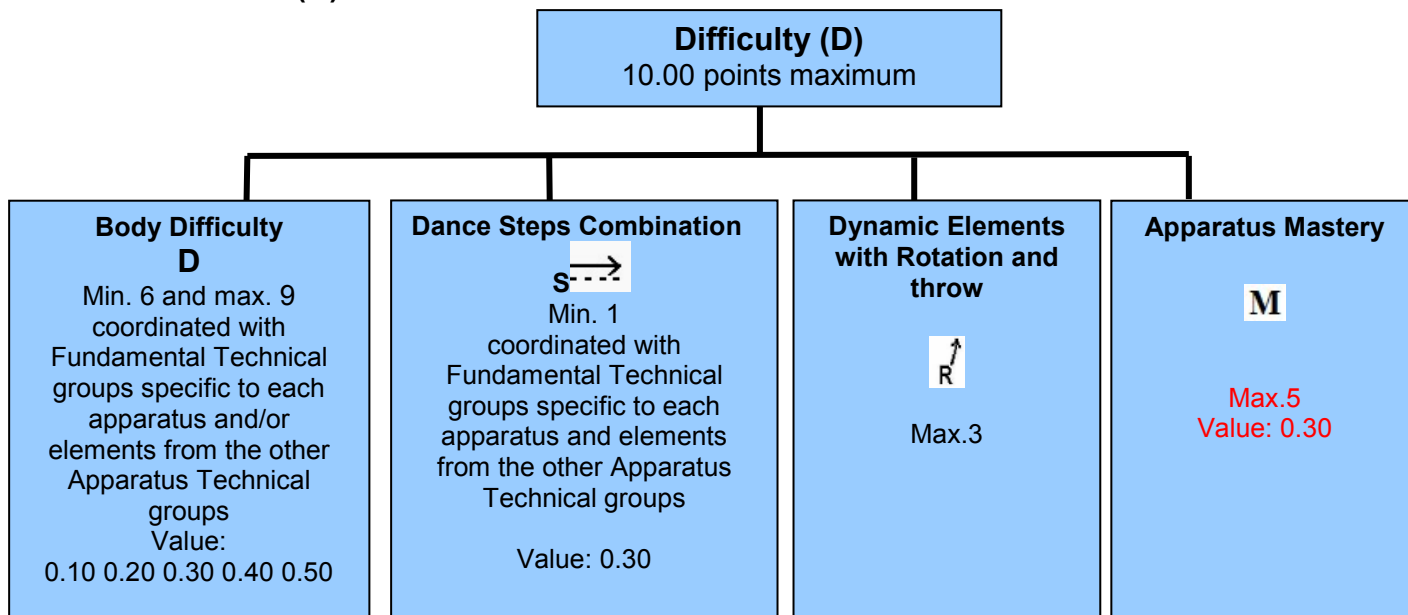 (D)
Difficulty (D)
10.00 points maximum
Body Difficulty
D
Min. 6 and max. 9
coordinated with
Fundamental Technical
groups specific to each
apparatus and/or
elements from the other
Apparatus Technical
groups
Value:
0.10 0.20 0.30 0.40 0.50
Dance Steps Combination
S
Min. 1
coordinated with
Fundamental Technical
groups specific to each
apparatus and elements
from the other Apparatus
Technical groups
Value: 0.30
Dynamic Elements
with Rotation and
throw
R
Max.3
Apparatus Mastery
M
Max.5
Value: 0.30